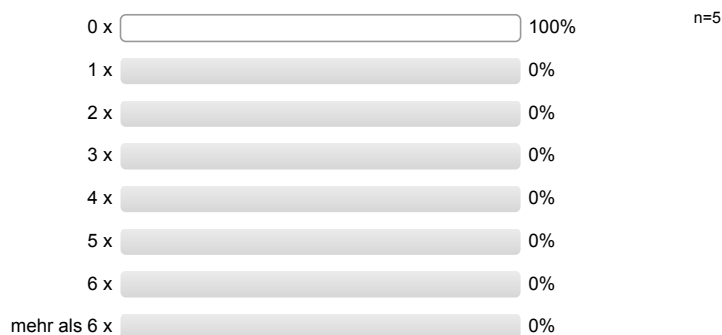 0 x 100% n=5
1 x 0%
2 x 0%
3 x 0%
4 x 0%
5 x 0%
6 x 0%
mehr als 6 x 0%